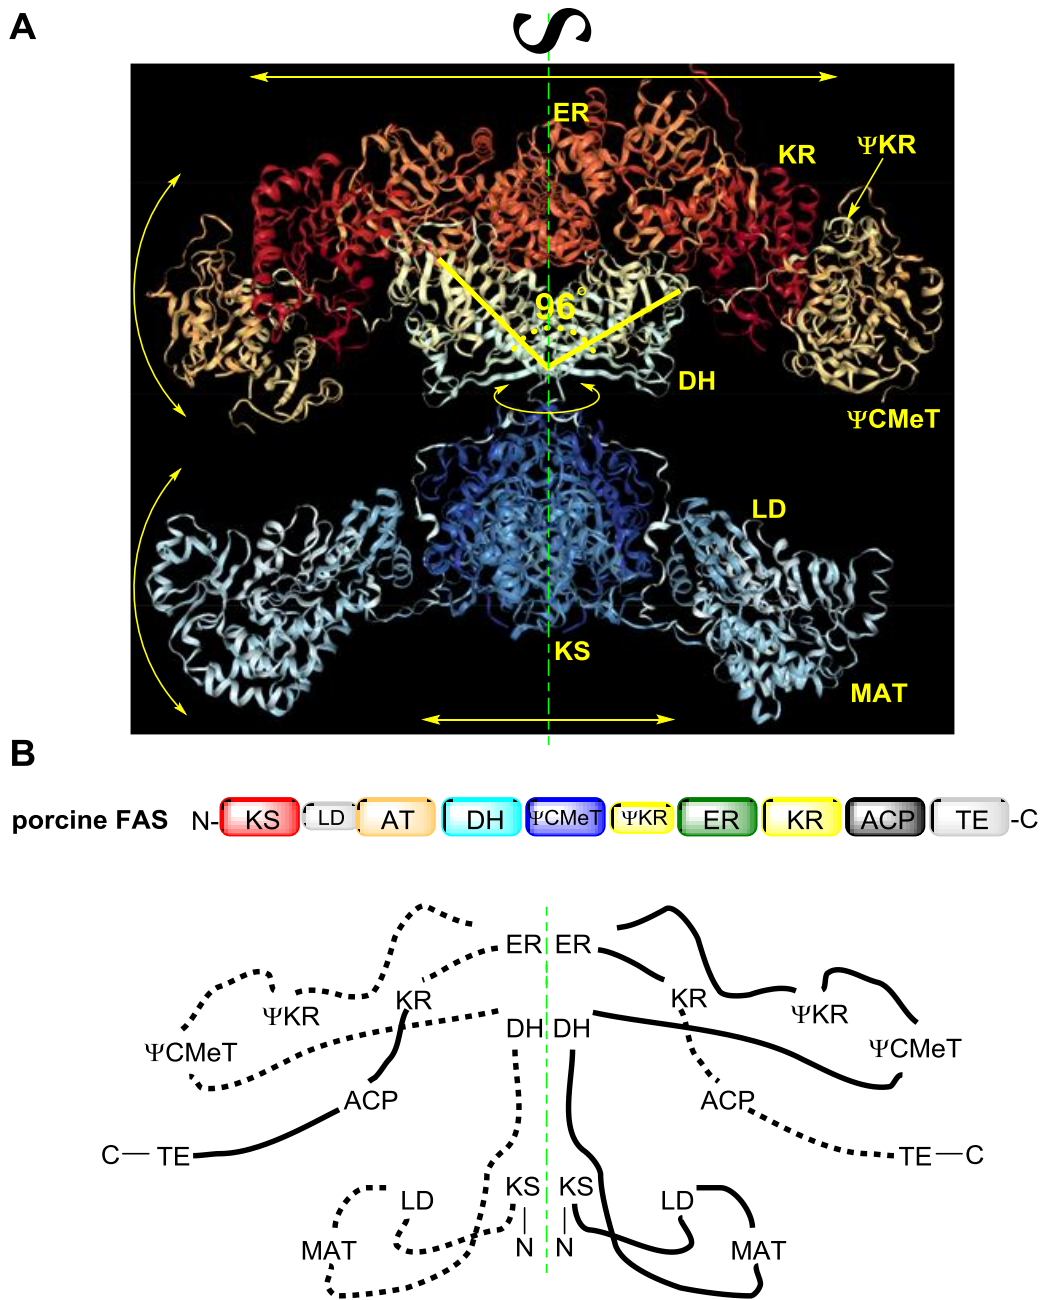 A
S
ER
KR
ΨKR
96°
DH
ΨCMeT
LD
KS
MAT
B
porcine FAS N- KS LD AT DH ΨCMeT ΨKR ER KR ACP TE -C
ER ER
KR KR
ΨKR ΨKR
DH DH
ΨCMeT ΨCMeT
ACP ACP
C— TE TE —C
KS KS
LD LD
N N
MAT MAT